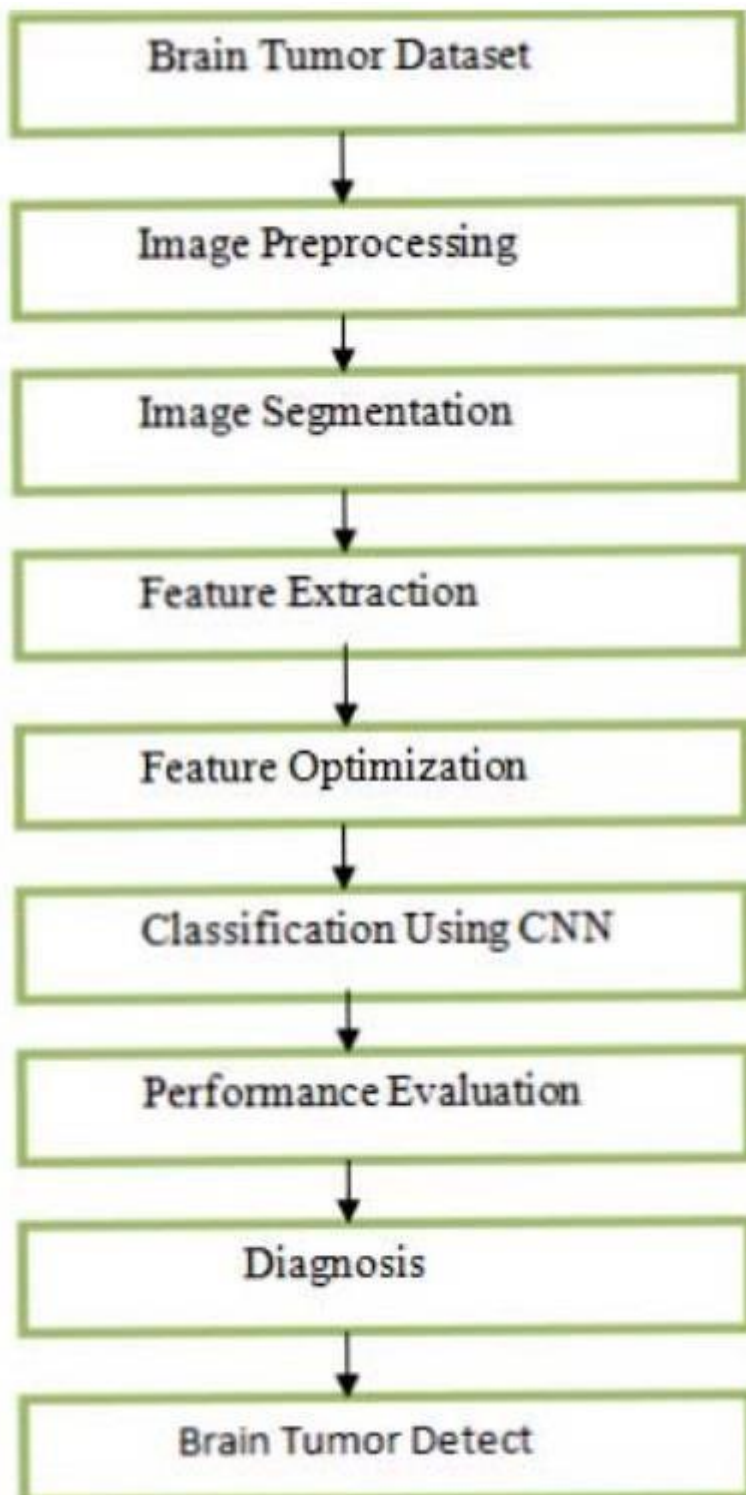 Brain Tumor Dataset
Image Preprocessing
Image Segmentation
Feature Extraction
Feature Optimization
Classification Using CNN
Performance Evaluation
Diagnosis
Brain Tumor Detect